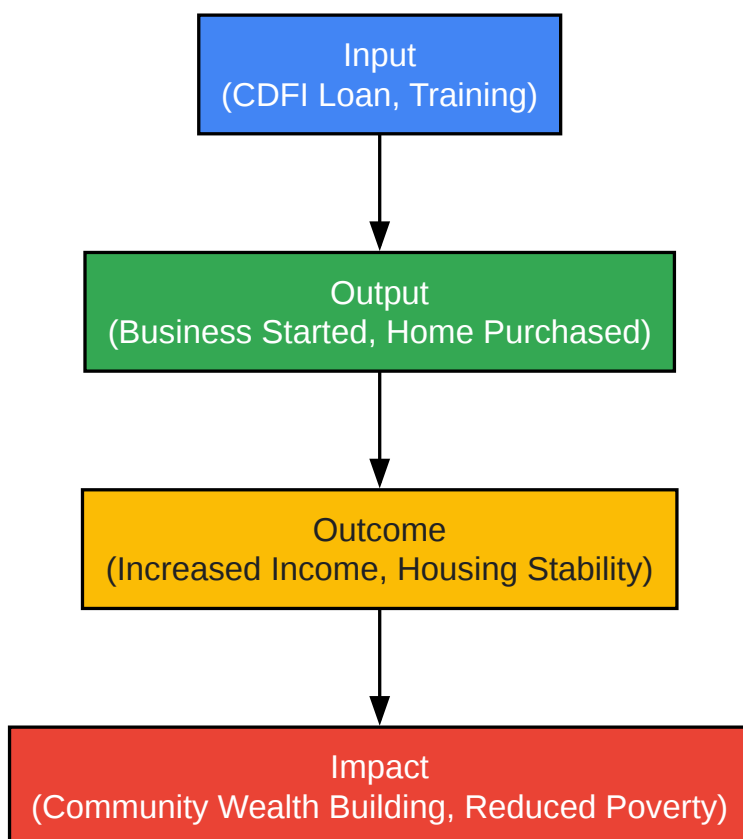 Input
(CDFI Loan, Training)
Output
(Business Started, Home Purchased)
Outcome
(Increased Income, Housing Stability)
Impact
(Community Wealth Building, Reduced Poverty)